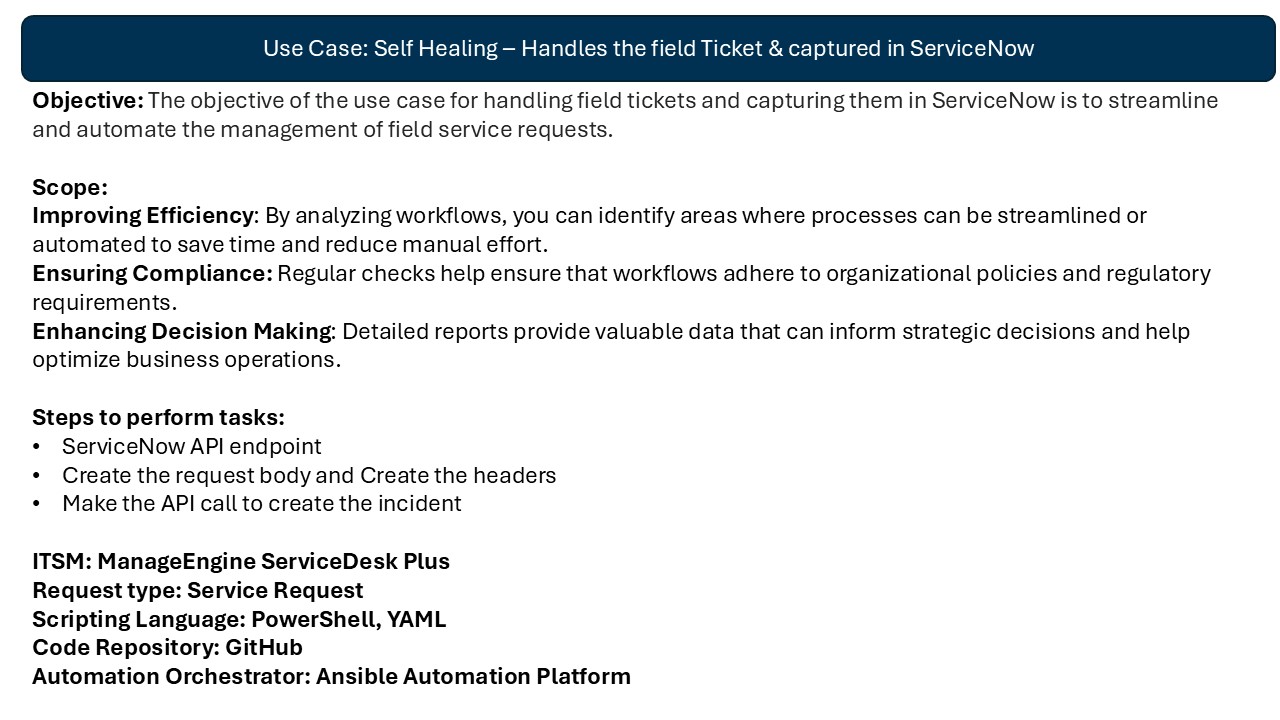 Use Case: Self Healing – Handles the field Ticket & captured in ServiceNow
Objective: The objective of the use case for handling field tickets and capturing them in ServiceNow is to streamline
and automate the management of field service requests.
Scope:
Improving Efficiency: By analyzing workflows, you can identify areas where processes can be streamlined or
automated to save time and reduce manual effort.
Ensuring Compliance: Regular checks help ensure that workflows adhere to organizational policies and regulatory
requirements.
Enhancing Decision Making: Detailed reports provide valuable data that can inform strategic decisions and help
optimize business operations.
Steps to perform tasks:
• ServiceNow API endpoint
• Create the request body and Create the headers
• Make the API call to create the incident
ITSM: ManageEngine ServiceDesk Plus
Request type: Service Request
Scripting Language: PowerShell, YAML
Code Repository: GitHub
Automation Orchestrator: Ansible Automation Platform